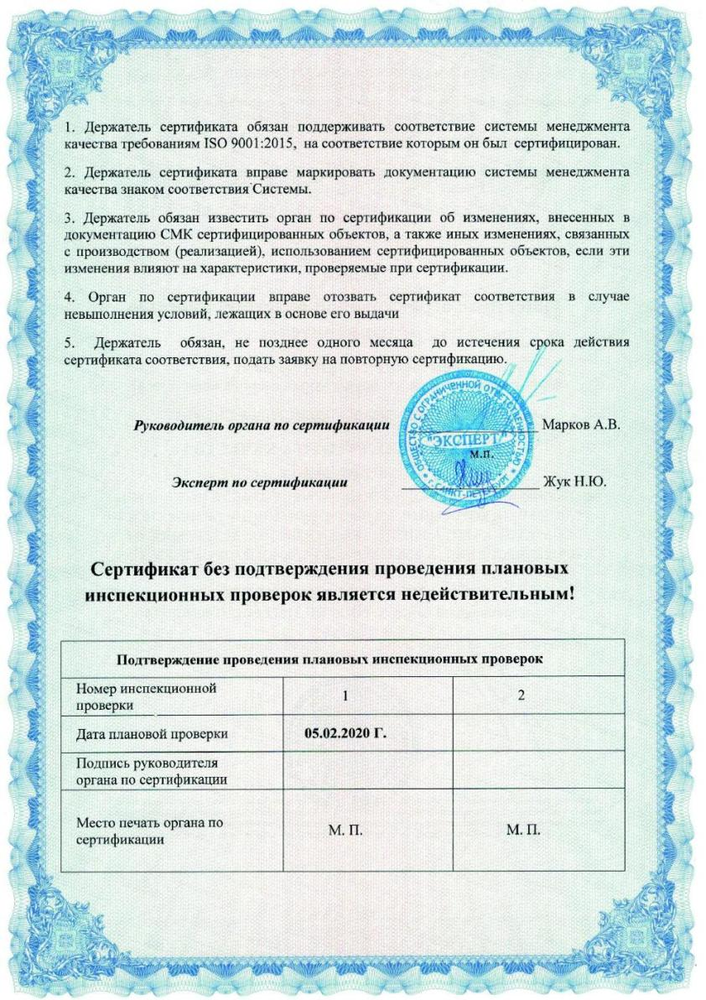 1. Держатель сертификата обязан поддерживать соответствие системы менеджмента
качества требованиям ISO 9001:2015, на соответствие которым он был сертифицирован.
2. Держатель сертификата вправе маркировать документацию системы менеджмента
качества знаком соответствия Системы.
3. Держатель обязан известить орган по сертификации об изменениях, внесенных в
документацию СМК сертифицированных объектов, а также иных изменениях, связанных
с производством (реализацией), использованием сертифицированных объектов, если эти
изменения влияют на характеристики, проверяемые при сертификации.
4. Орган по сертификации вправе отозвать сертификат соответствия в случае
невыполнения условий, лежащих в основе его выдачи
5. Держатель обязан, не позднее одного месяца до истечения срока действия
сертификата соответствия, подать заявку на повторную сертификацию.
Руководитель органа по сертификации Марков А.В.
ОБЩЕСТВО С ОГРАНИЧЕННОЙ ОТВЕТСТВЕННОСТЬЮ
"ЭКСПЕРТ"
М.П.
Г. САНКТ-ПЕТЕРБУРГ
Эксперт по сертификации Жук Н.Ю.
Сертификат без подтверждения проведения плановых
инспекционных проверок является недействительным!
Подтверждение проведения плановых инспекционных проверок
Номер инспекционной
проверки
1
2
Дата плановой проверки
05.02.2020 Г.
Подпись руководителя
органа по сертификации
Место печать органа по
сертификации
М. П.
М. П.